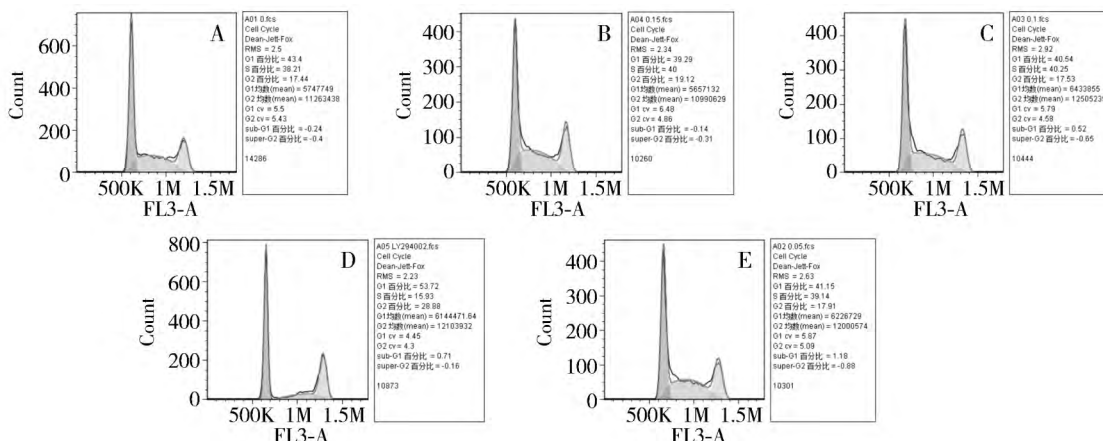 A
600
400
200
0
500K 1M 1.5M
FL3-A
Count
A01 0.fcs
Cell Cycle
Dean-Jett-Fox
RMS = 2.5
G1 百分比 = 43.4
S 百分比 = 38.21
G2 百分比 = 17.44
G1均数(mean) = 5747749
G2 均数(mean) = 11263438
G1 cv = 5.5
G2 cv = 5.43
sub-G1 百分比 = -0.24
super-G2 百分比 = -0.4
14286
B
400
300
200
100
0
500K 1M 1.5M
FL3-A
Count
A04 0.15.fcs
Cell Cycle
Dean-Jett-Fox
RMS = 2.34
G1 百分比 = 39.29
S 百分比 = 40
G2 百分比 = 19.12
G1均数(mean) = 5657132
G2 均数(mean) = 10990629
G1 cv = 6.48
G2 cv = 4.86
sub-G1 百分比 = -0.14
super-G2 百分比 = -0.31
10260
C
400
300
200
100
0
500K 1M 1.5M
FL3-A
Count
A03 0.1.fcs
Cell Cycle
Dean-Jett-Fox
RMS = 2.92
G1 百分比 = 40.54
S 百分比 = 40.25
G2 百分比 = 17.53
G1均数(mean) = 6433855
G2 均数(mean) = 12505239
G1 cv = 5.79
G2 cv = 4.58
sub-G1 百分比 = 0.52
super-G2 百分比 = -0.65
10444
D
800
600
400
200
0
500K 1M 1.5M
FL3-A
Count
A05 LY294002.fcs
Cell Cycle
Dean-Jett-Fox
RMS = 2.23
G1 百分比 = 53.72
S 百分比 = 15.93
G2 百分比 = 28.88
G1均数(mean) = 6144471.64
G2 均数(mean) = 12103932
G1 cv = 4.45
G2 cv = 4.3
sub-G1 百分比 = 0.71
super-G2 百分比 = -0.16
10873
E
400
300
200
100
0
500K 1M 1.5M
FL3-A
Count
A02 0.05.fcs
Cell Cycle
Dean-Jett-Fox
RMS = 2.63
G1 百分比 = 41.15
S 百分比 = 39.14
G2 百分比 = 17.91
G1均数(mean) = 6226729
G2 均数(mean) = 12000574
G1 cv = 5.87
G2 cv = 5.09
sub-G1 百分比 = 1.18
super-G2 百分比 = -0.88
10301